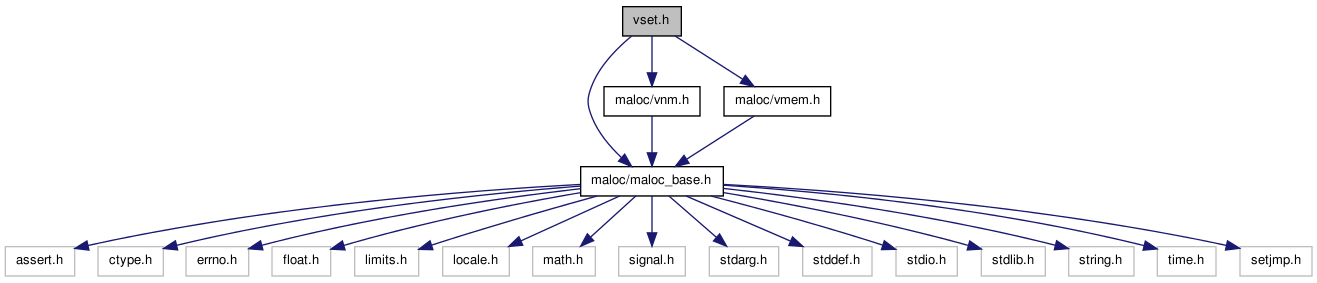 vset.h
maloc/vnm.h
maloc/vmem.h
maloc/maloc_base.h
assert.h
ctype.h
errno.h
float.h
limits.h
locale.h
math.h
signal.h
stdarg.h
stddef.h
stdio.h
stdlib.h
string.h
time.h
setjmp.h